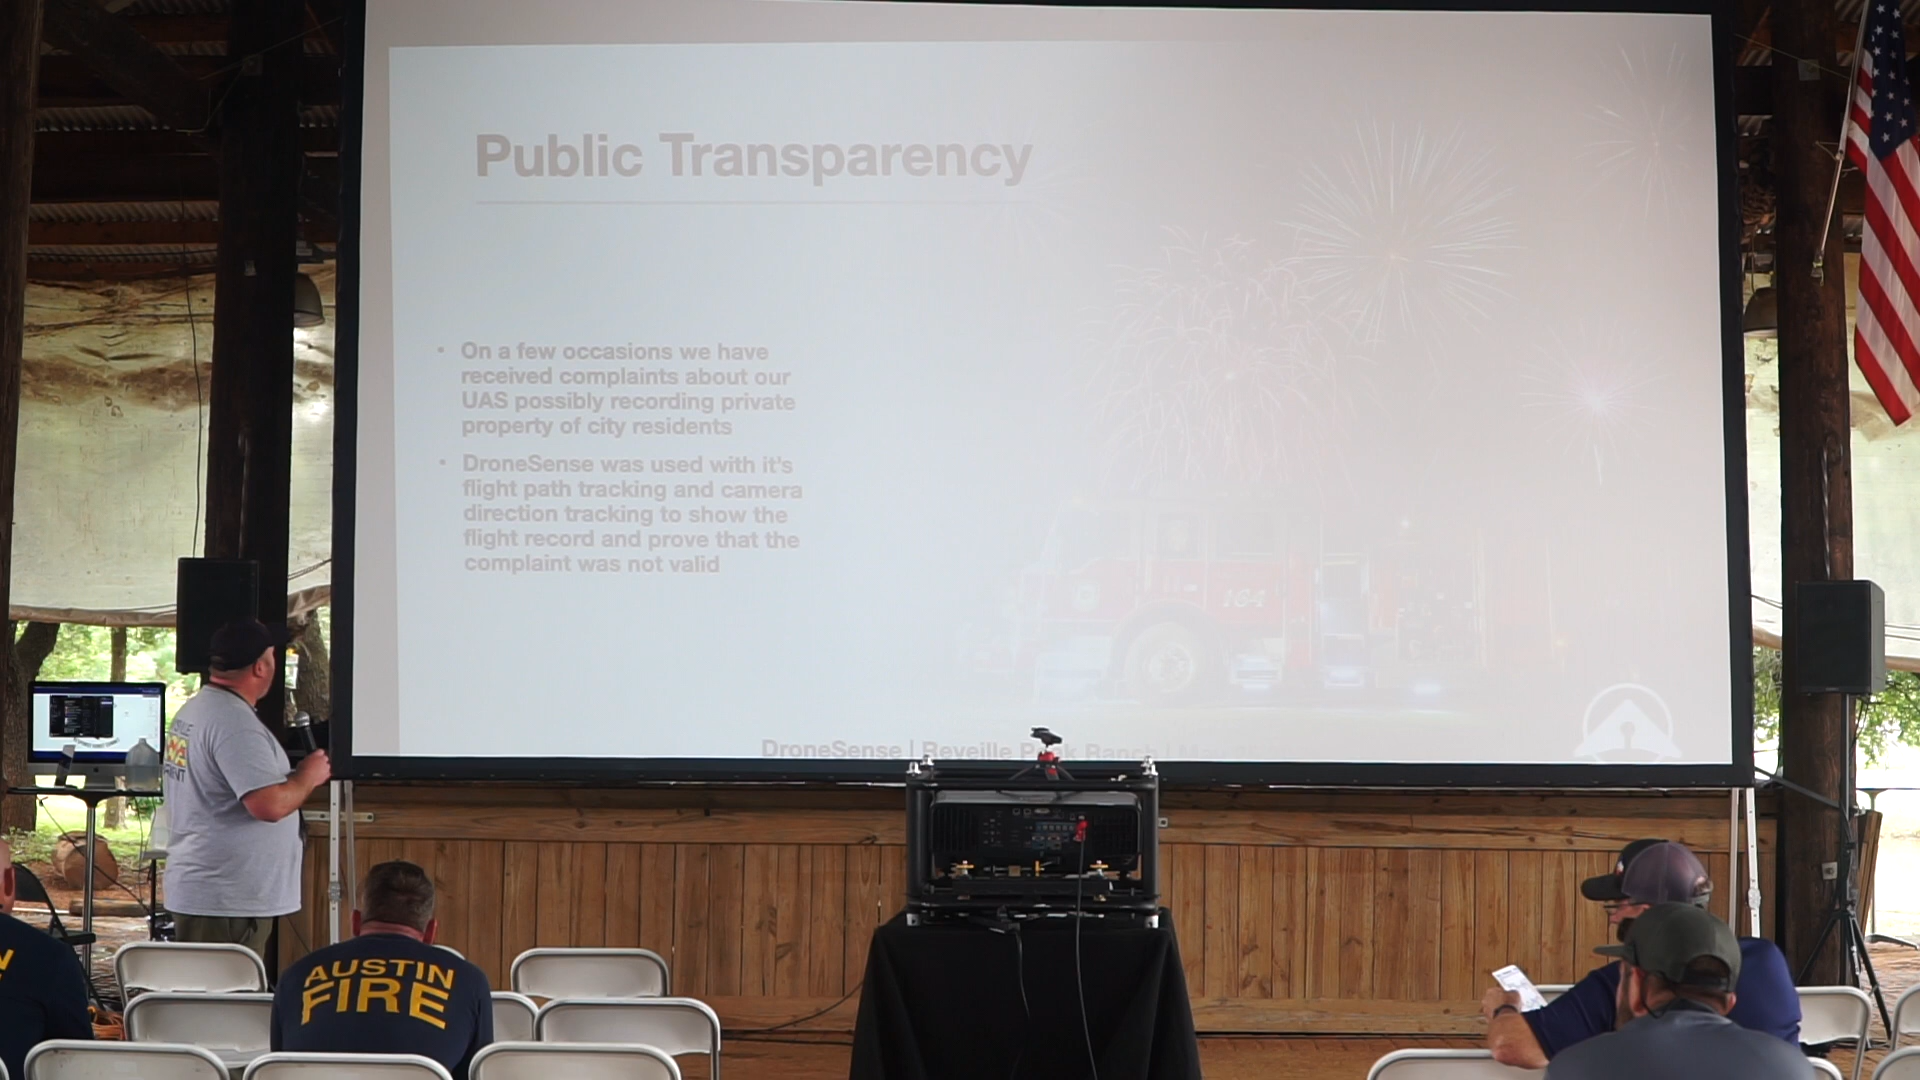 Public Transparency
• On a few occasions we have
received complaints about our
UAS possibly recording private
property of city residents
• DroneSense was used with it's
flight path tracking and camera
direction tracking to show the
flight record and prove that the
complaint was not valid
164
DroneSense | Reveille Peak Ranch |
AUSTIN
FIRE